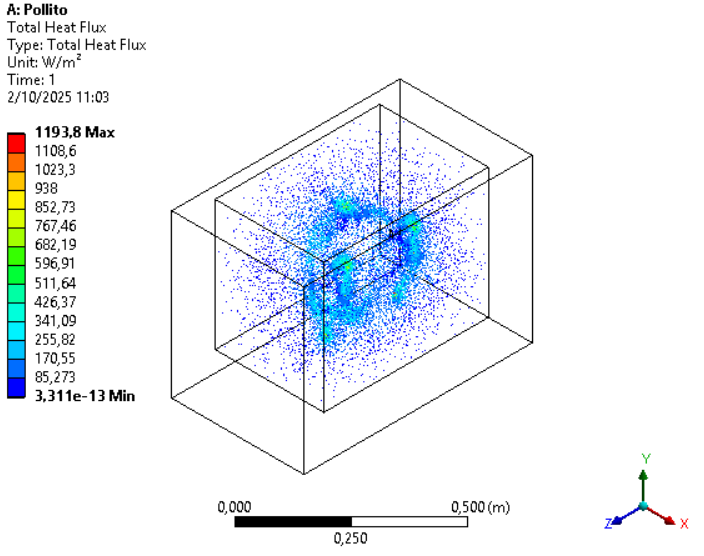 A: Pollito
Total Heat Flux
Type: Total Heat Flux
Unit: W/m²
Time: 1
2/10/2025 11:03
1193,8 Max
1108,6
1023,3
938
852,73
767,46
682,19
596,91
511,64
426,37
341,09
255,82
170,55
85,273
3,311e-13 Min
0,000
0,500 (m)
0,250
Y
Z
X